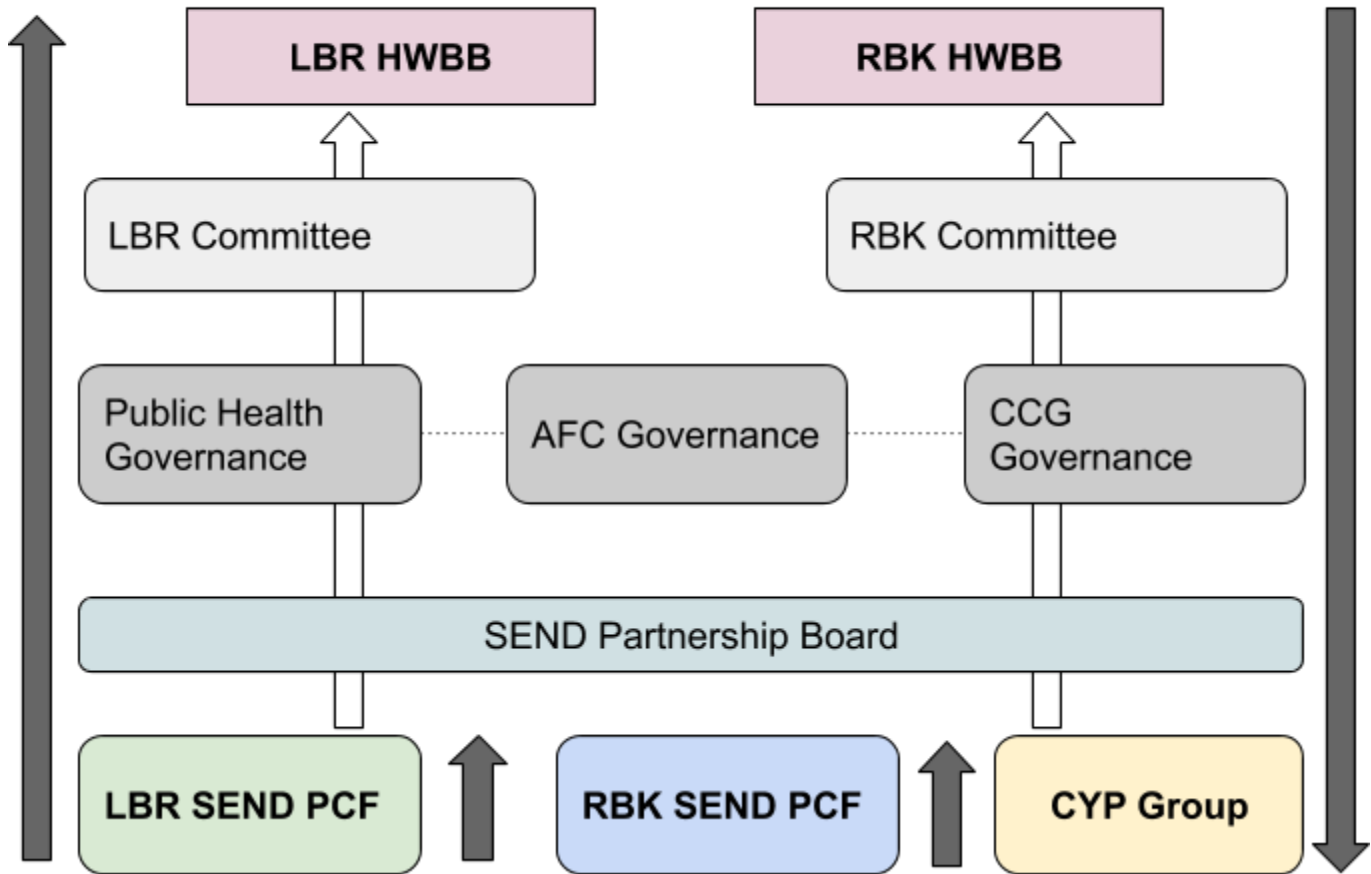 LBR HWBB
RBK HWBB
LBR Committee
RBK Committee
Public Health
Governance
AFC Governance
CCG
Governance
SEND Partnership Board
LBR SEND PCF
RBK SEND PCF
CYP Group